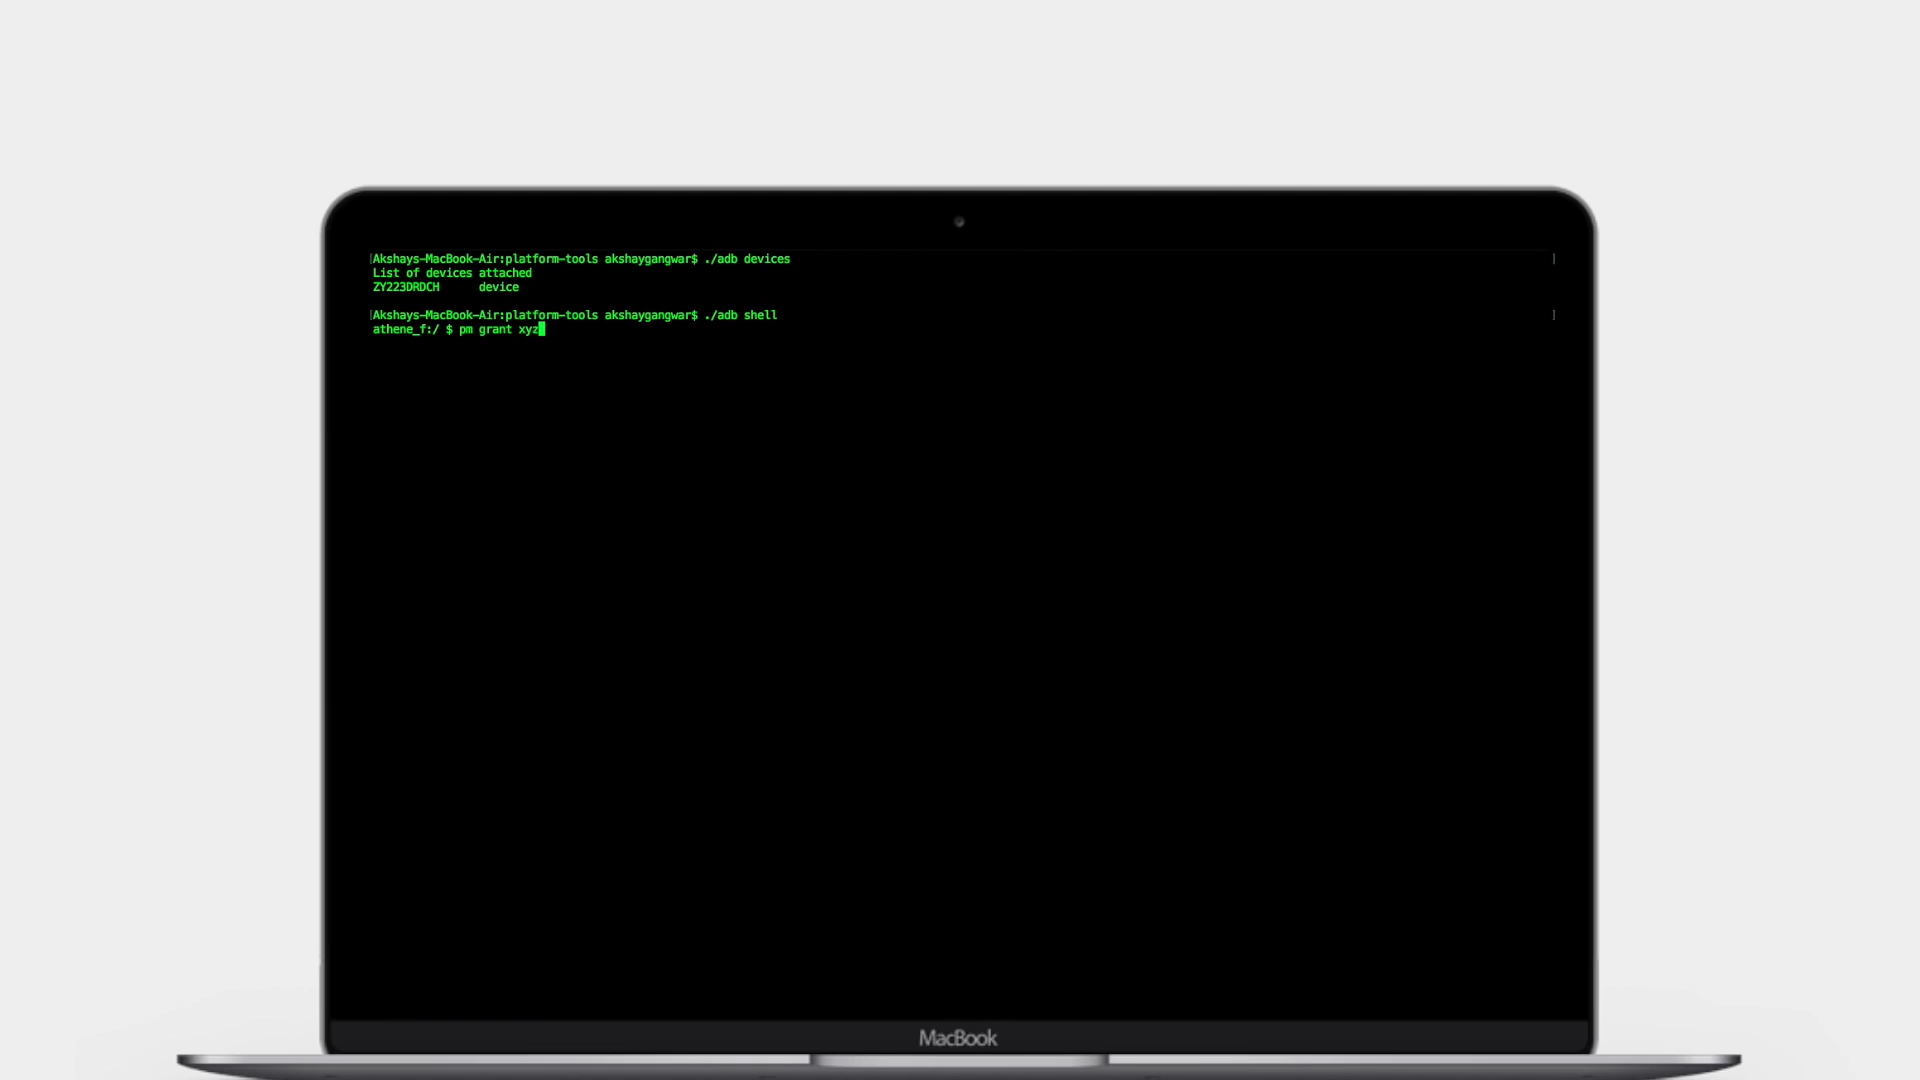 Akshays-MacBook-Air:platform-tools akshaygangwar$ ./adb devices
List of devices attached
ZY223DRDCH      device
Akshays-MacBook-Air:platform-tools akshaygangwar$ ./adb shell
athene_f:/ $ pm grant xyz
MacBook